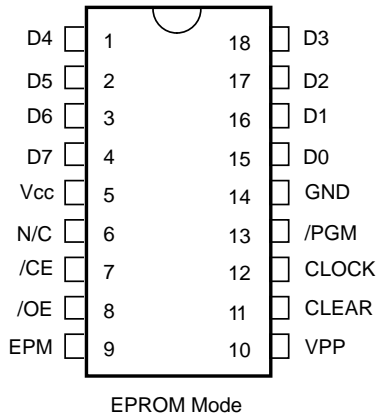 D4 1 18 D3
D5 2 17 D2
D6 3 16 D1
D7 4 15 D0
Vcc 5 14 GND
N/C 6 13 /PGM
/CE 7 12 CLOCK
/OE 8 11 CLEAR
EPM 9 10 VPP
EPROM Mode